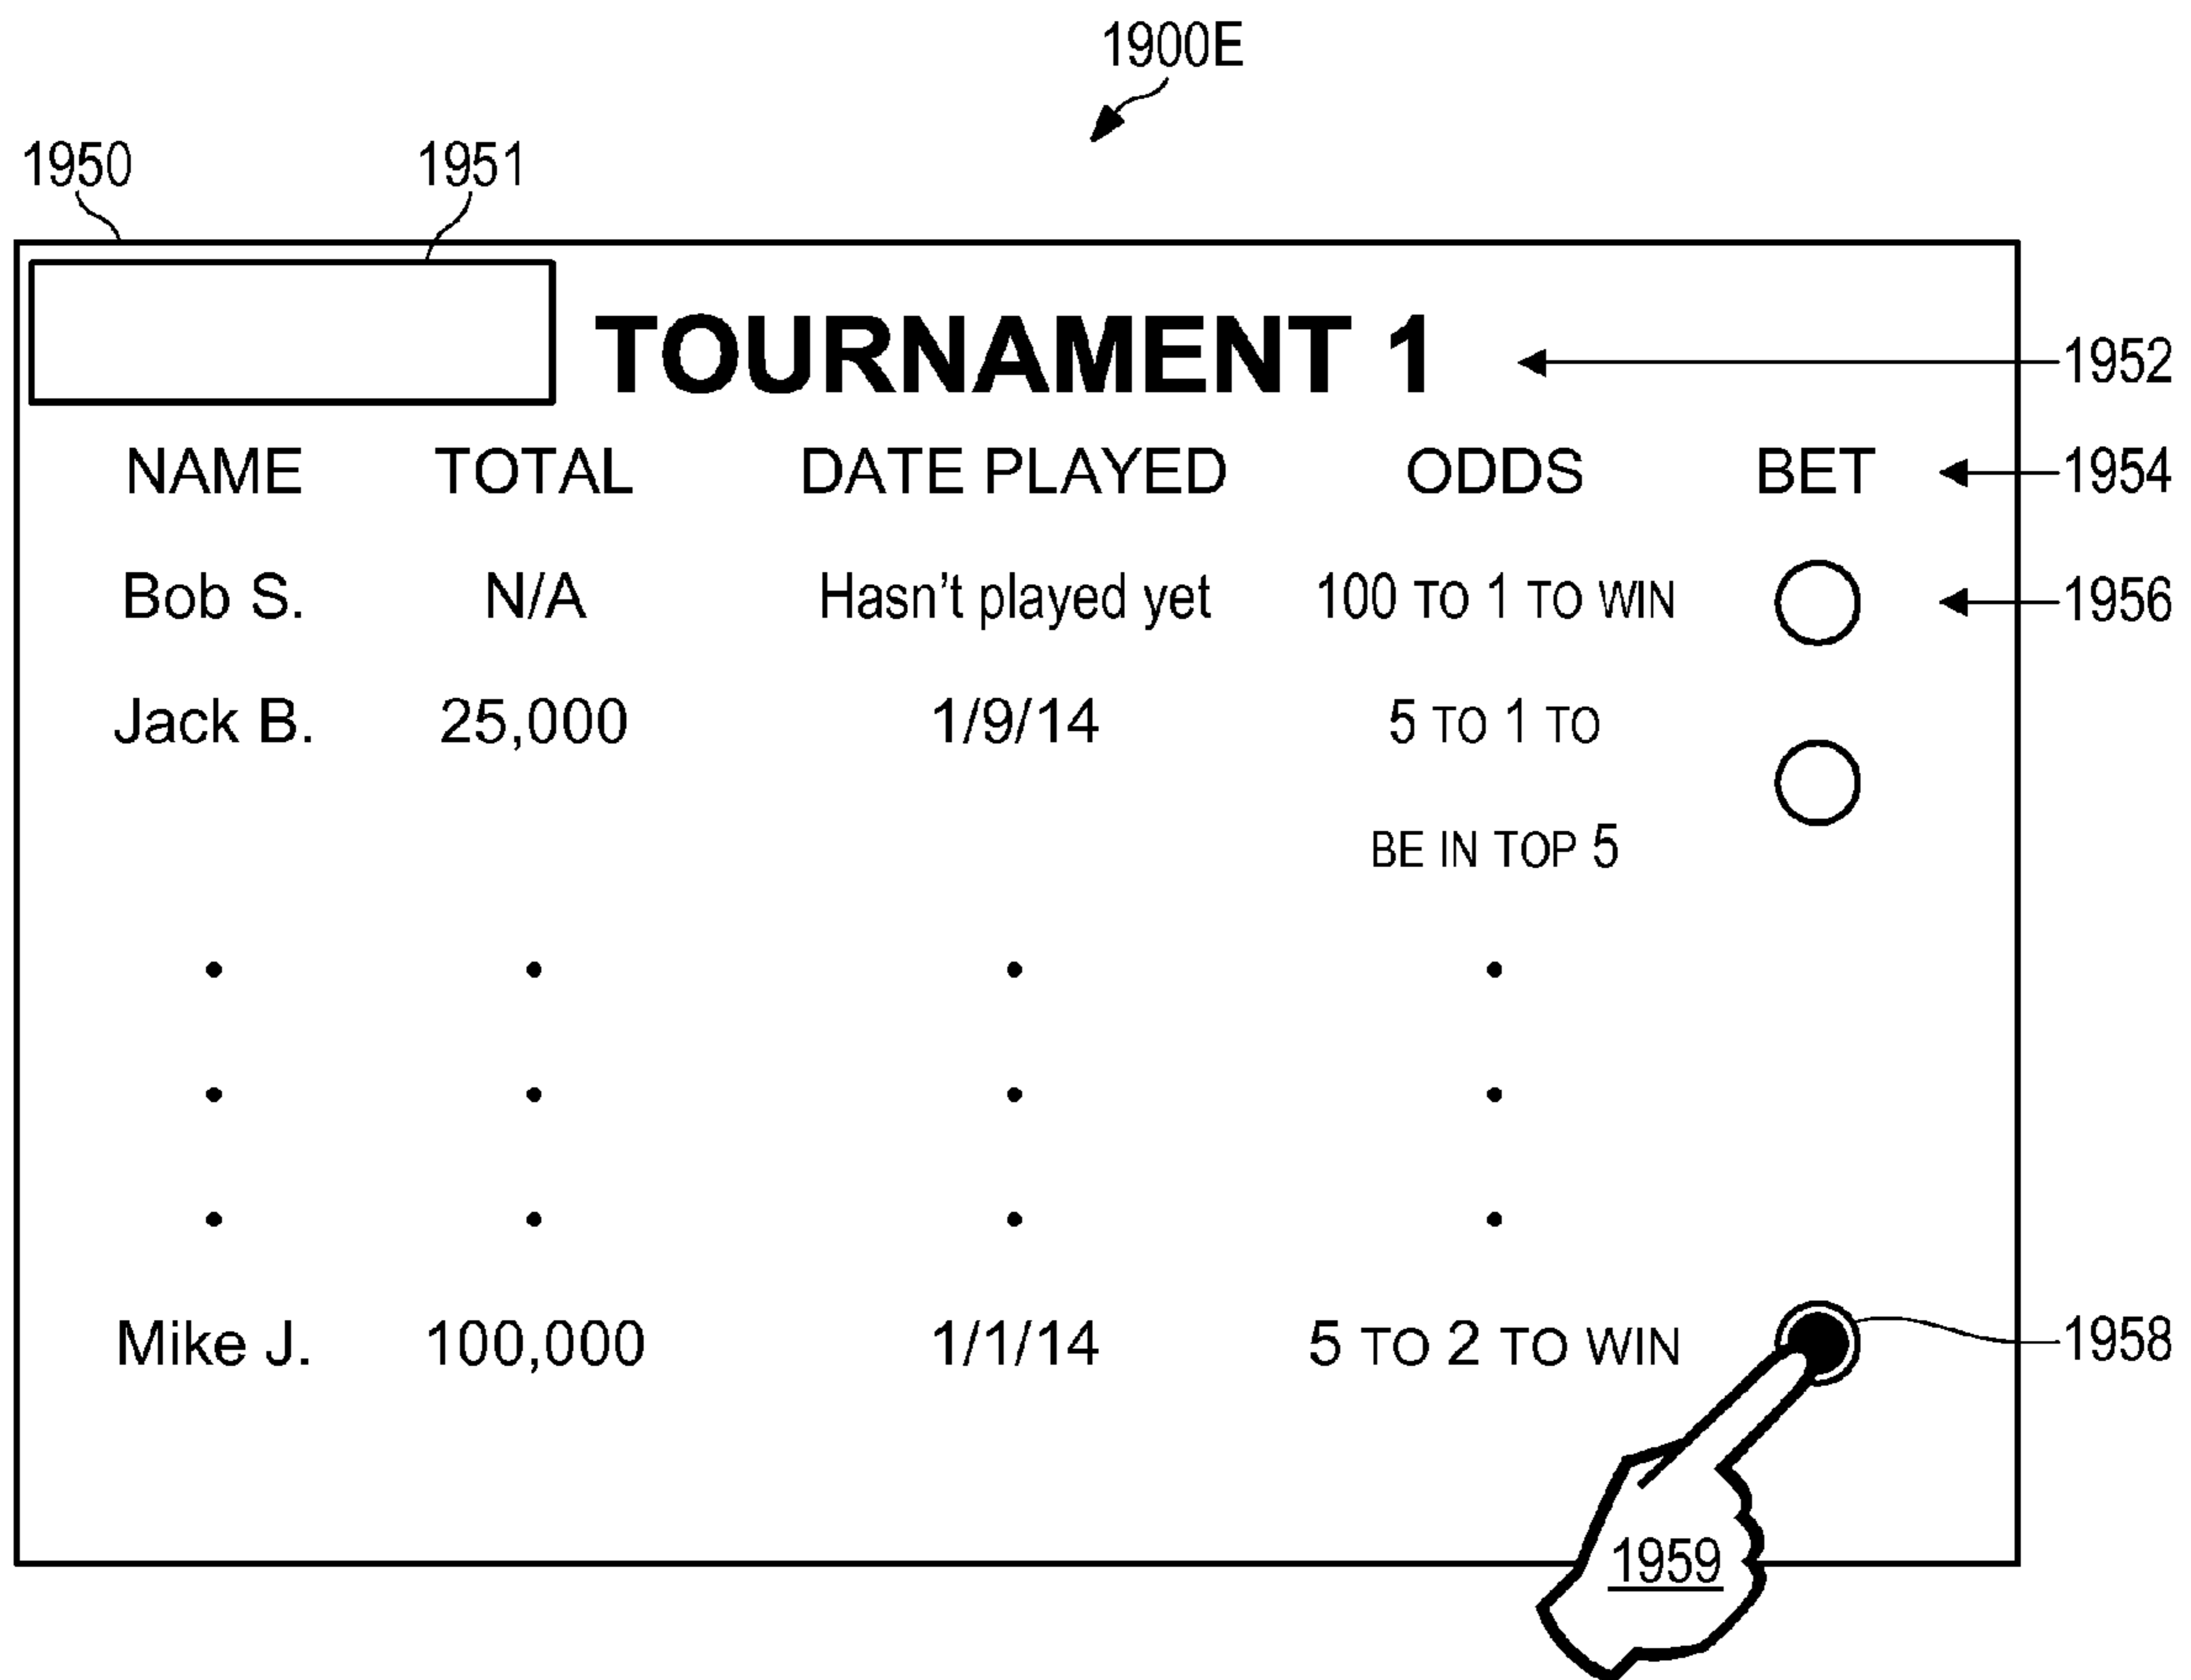 1900E
1950 1951
TOURNAMENT 1 1952
NAME TOTAL DATE PLAYED ODDS BET 1954
Bob S. N/A Hasn't played yet 100 TO 1 TO WIN 1956
Jack B. 25,000 1/9/14 5 TO 1 TO
BE IN TOP 5
Mike J. 100,000 1/1/14 5 TO 2 TO WIN 1958
1959